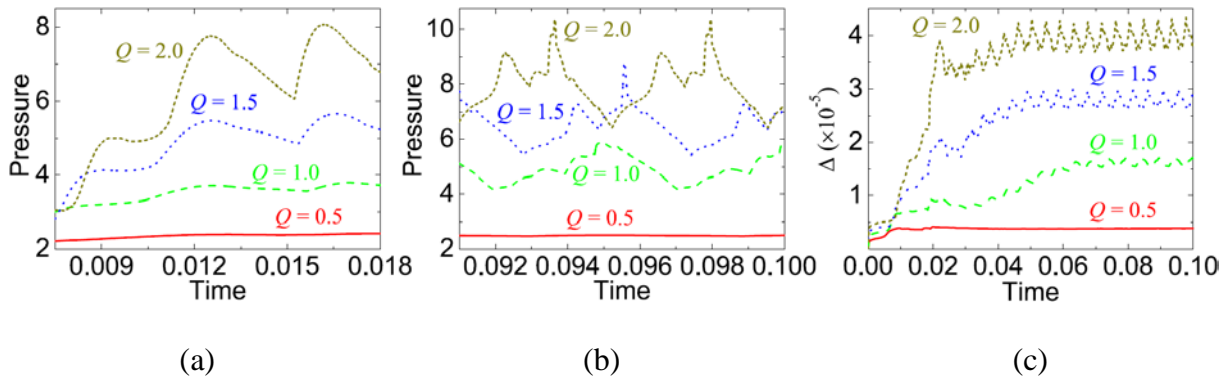 8
6
4
2
Pressure
Q = 2.0
Q = 1.5
Q = 1.0
Q = 0.5
0.009 0.012 0.015 0.018
Time
(a)
10
8
6
4
2
Pressure
Q = 2.0
Q = 1.5
Q = 1.0
Q = 0.5
0.092 0.094 0.096 0.098 0.100
Time
(b)
4
3
2
1
Δ (×10⁻⁵)
Q = 2.0
Q = 1.5
Q = 1.0
Q = 0.5
0.00 0.02 0.04 0.06 0.08 0.10
Time
(c)